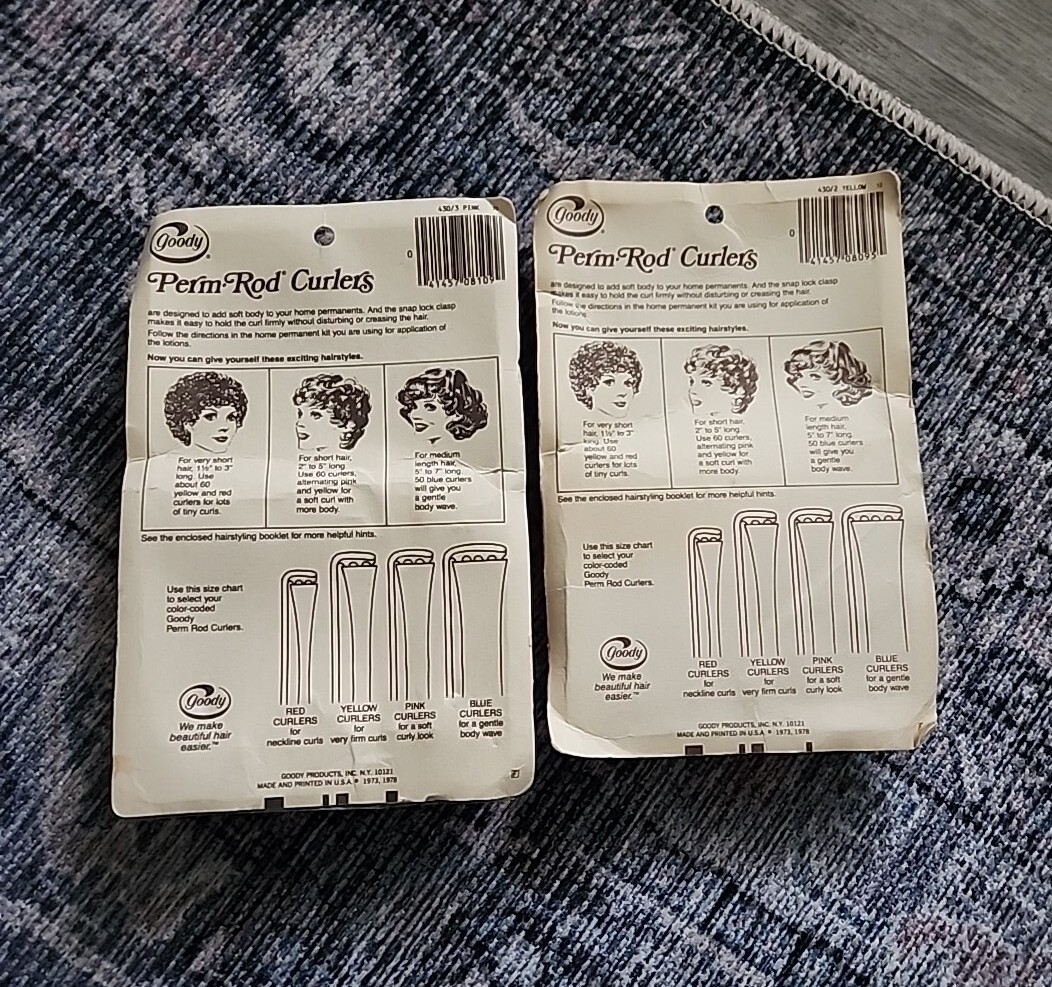 430/3 PINK
Goody
0
41457 08109
Perm-Rod® Curlers
are designed to add soft body to your home permanents. And the snap lock clasp
makes it easy to hold the curl firmly without disturbing or creasing the hair.
Follow the directions in the home permanent kit you are using for application of
the lotions.
Now you can give yourself these exciting hairstyles.
For very short
hair, 1½" to 3"
long. Use
about 60
yellow and red
curlers for lots
of tiny curls.
For short hair,
2" to 5" long.
Use 60 curlers,
alternating pink
and yellow for
a soft curl with
more body.
For medium
length hair,
5" to 7" long.
50 blue curlers
will give you
a gentle
body wave.
See the enclosed hairstyling booklet for more helpful hints.
Use this size chart
to select your
color-coded
Goody
Perm Rod Curlers.
Goody
We make
beautiful hair
easier.™
RED
CURLERS
for
neckline curls
YELLOW
CURLERS
for
very firm curls
PINK
CURLERS
for a soft
curly look
BLUE
CURLERS
for a gentle
body wave
GOODY PRODUCTS, INC. N.Y. 10121
MADE AND PRINTED IN U.S.A. © 1973, 1978
430/2 YELLOW 12
Goody
0
41457 08095
Perm-Rod® Curlers
are designed to add soft body to your home permanents. And the snap lock clasp
makes it easy to hold the curl firmly without disturbing or creasing the hair.
Follow the directions in the home permanent kit you are using for application of
the lotions.
Now you can give yourself these exciting hairstyles.
For very short
hair, 1½" to 3"
long. Use
about 60
yellow and red
curlers for lots
of tiny curls.
For short hair,
2" to 5" long.
Use 60 curlers,
alternating pink
and yellow for
a soft curl with
more body.
For medium
length hair,
5" to 7" long.
50 blue curlers
will give you
a gentle
body wave.
See the enclosed hairstyling booklet for more helpful hints.
Use this size chart
to select your
color-coded
Goody
Perm Rod Curlers.
Goody
We make
beautiful hair
easier.™
RED
CURLERS
for
neckline curls
YELLOW
CURLERS
for
very firm curls
PINK
CURLERS
for a soft
curly look
BLUE
CURLERS
for a gentle
body wave
GOODY PRODUCTS, INC. N.Y. 10121
MADE AND PRINTED IN U.S.A. © 1973, 1978